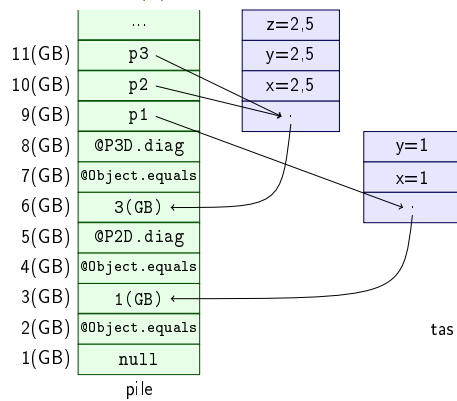 ...
z=2,5
11(GB) p3 y=2,5
10(GB) p2 x=2,5
9(GB) p1 .
8(GB) @P3D.diag y=1
7(GB) @Object.equals x=1
6(GB) 3(GB) .
5(GB) @P2D.diag
4(GB) @Object.equals
3(GB) 1(GB)
2(GB) @Object.equals tas
1(GB) null
pile